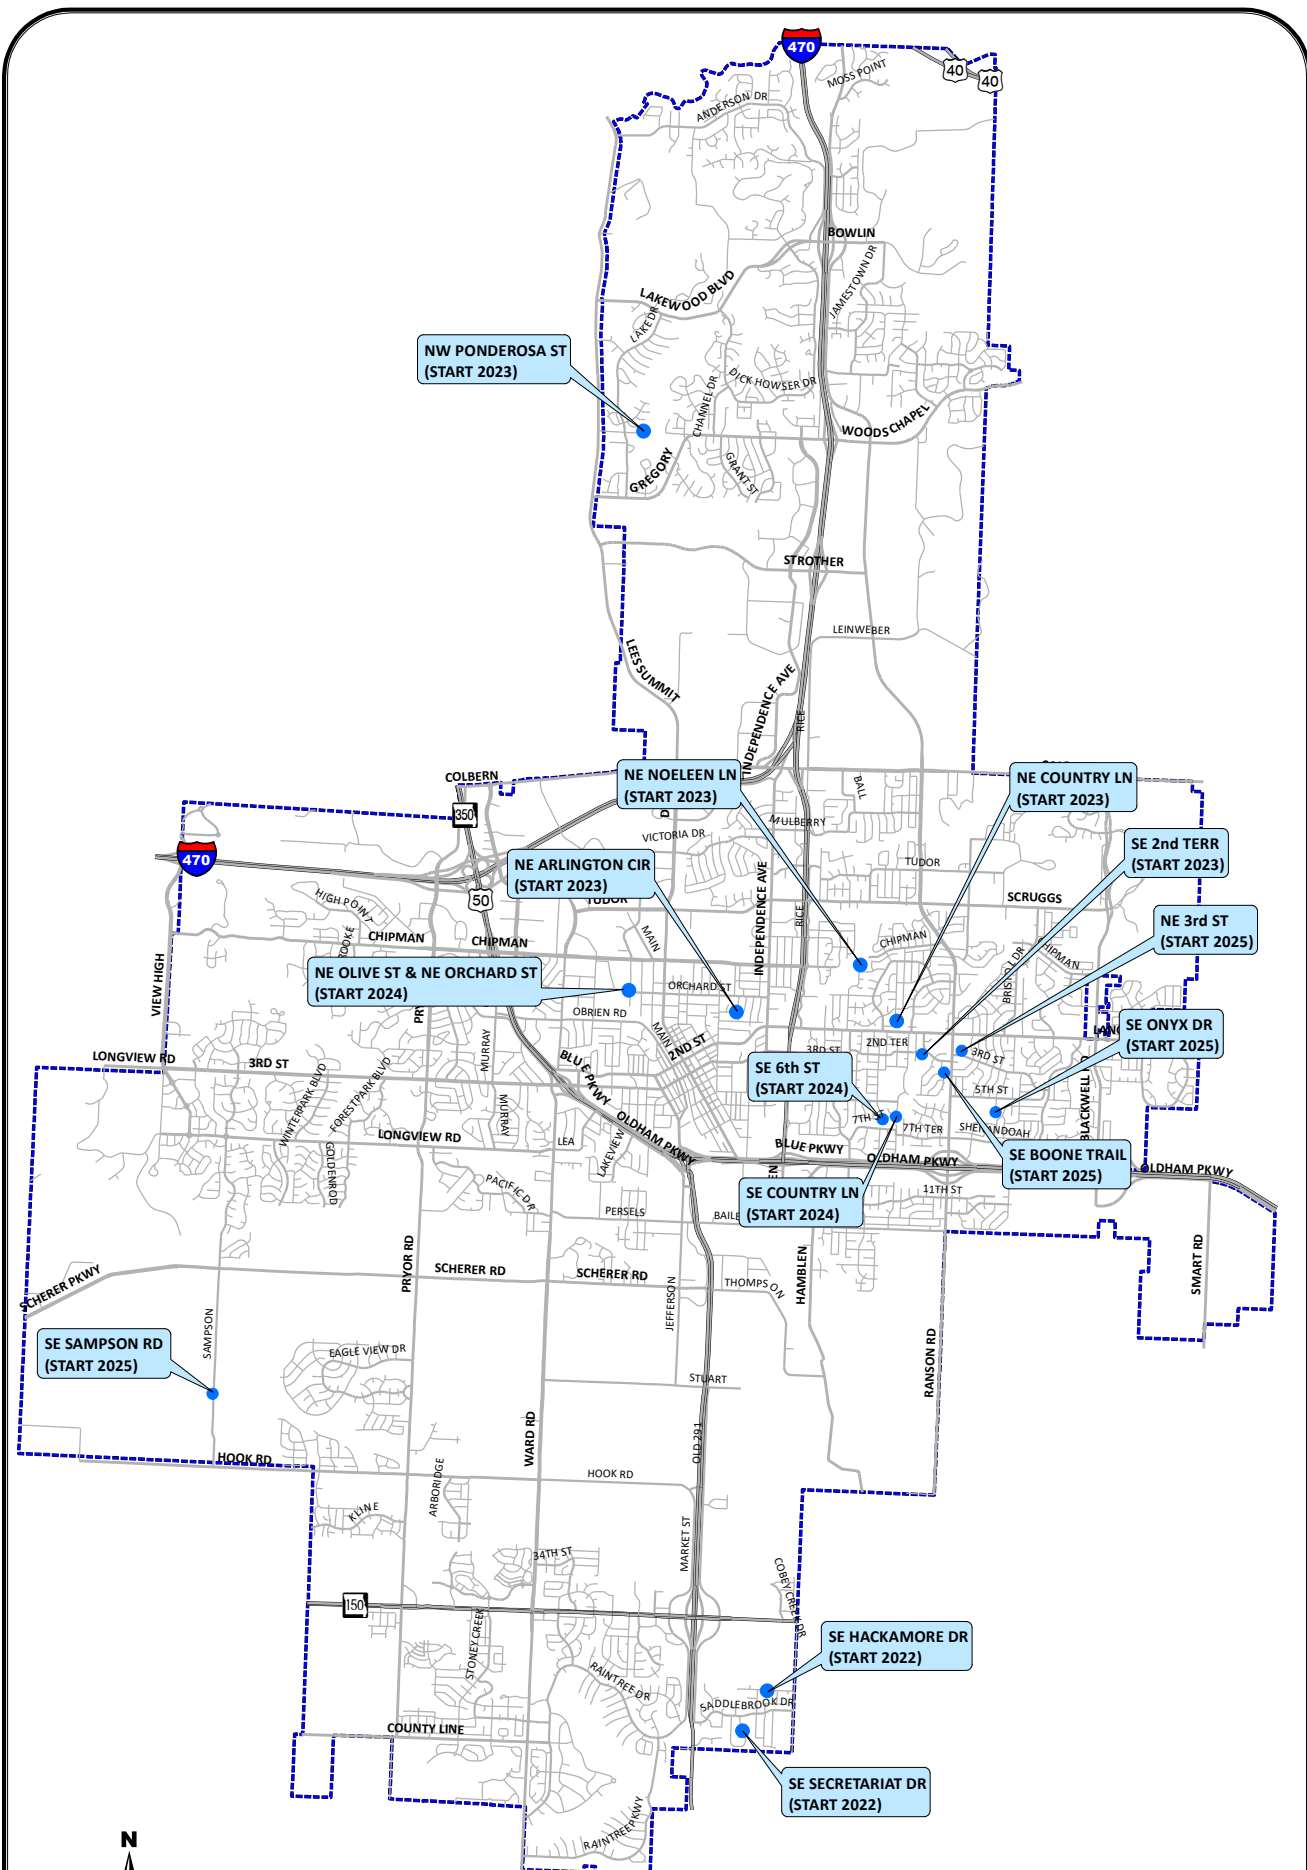 470
40
40
MOSS POINT
ANDERSON DR
BOWLIN
JAMESTOWN DR
LAKEWOOD BLVD
LAKE DR
NW PONDEROSA ST
(START 2023)
DICK HOWSER DR
CHANNEL DR
WOODS CHAPEL
GREGORY
GRANT ST
STROTHER
LEINWEBER
LEES SUMMIT
INDEPENDENCE AVE
RICE
COLBERN
NE NOELEEN LN
(START 2023)
NE COUNTRY LN
(START 2023)
BALL
350
MULBERRY
VICTORIA DR
470
NE ARLINGTON CIR
(START 2023)
SE 2nd TERR
(START 2023)
TUDOR
50
TUDOR
SCRUGGS
HIGH POINT
INDEPENDENCE AVE
RICE
NE 3rd ST
(START 2025)
CHIPMAN
CHIPMAN
MAIN
CHIPMAN
CHIPMAN
BRISTOL DR
NE OLIVE ST & NE ORCHARD ST
(START 2024)
ORCHARD ST
VIEW HIGH
OBRIEN RD
SE ONYX DR
(START 2025)
MAIN
2ND ST
3RD ST
2ND TER
3RD ST
LONGVIEW RD
3RD ST
MURRAY
BLUE PKWY
SE 6th ST
(START 2024)
5TH ST
WINTERPARK BLVD
FORESTPARK BLVD
MURRAY
OLDHAM PKWY
7TH ST
7TH TER
SHENANDOAH
LONGVIEW RD
LEA
LAKEVIEW
BLUE PKWY
OLDHAM PKWY
SE BOONE TRAIL
(START 2025)
OLDHAM PKWY
GOLDENROD
PACIFIC DR
SE COUNTRY LN
(START 2024)
11TH ST
PERSELS
SMART RD
PRYOR RD
SCHERER RD
SCHERER RD
THOMPSON
HAMBLEN
SCHERER PKWY
JEFFERSON
SAMPSON
SE SAMPSON RD
(START 2025)
EAGLE VIEW DR
STUART
RANSON RD
WARD RD
OLD 291
HOOK RD
HOOK RD
ARBORIDGE
KLINE
MARKET ST
34TH ST
COBEY CREEK DR
150
STONEY CREEK
SE HACKAMORE DR
(START 2022)
RAINTREE DR
SADDLEBROOK DR
COUNTY LINE
SE SECRETARIAT DR
(START 2022)
RAINTREE PKWY
N